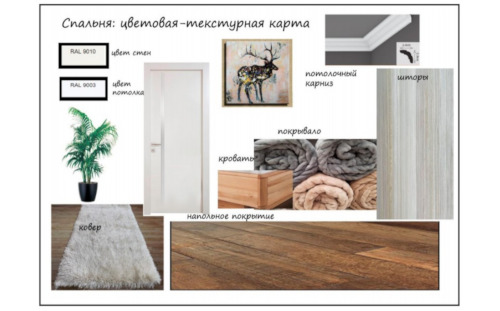 Спальня: цветовая-текстурная карта
RAL 9010
цвет стен
RAL 9003
цвет
потолка
потолочный
карниз
шторы
покрывало
кровать
напольное покрытие
ковер